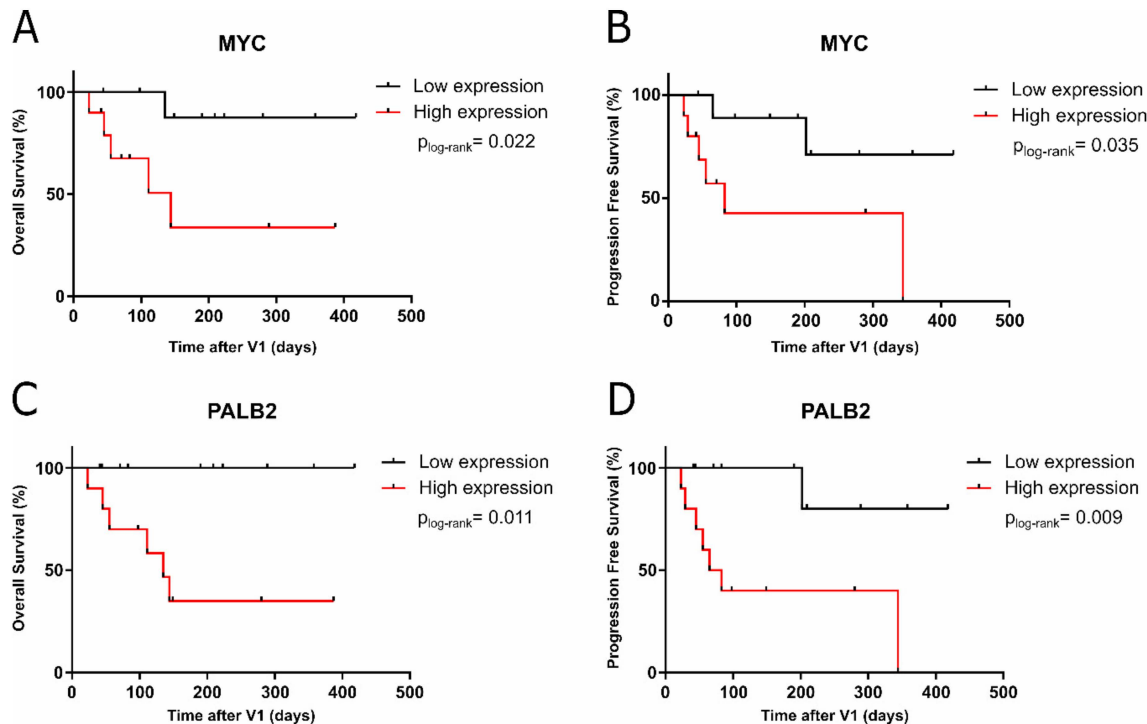 A
MYC
Overall Survival (%)
100
50
0
0 100 200 300 400 500
Time after V1 (days)
Low expression
High expression
plog-rank= 0.022
B
MYC
Progression Free Survival (%)
100
50
0
0 100 200 300 400 500
Time after V1 (days)
Low expression
High expression
plog-rank= 0.035
C
PALB2
Overall Survival (%)
100
50
0
0 100 200 300 400 500
Time after V1 (days)
Low expression
High expression
plog-rank= 0.011
D
PALB2
Progression Free Survival (%)
100
50
0
0 100 200 300 400 500
Time after V1 (days)
Low expression
High expression
plog-rank= 0.009